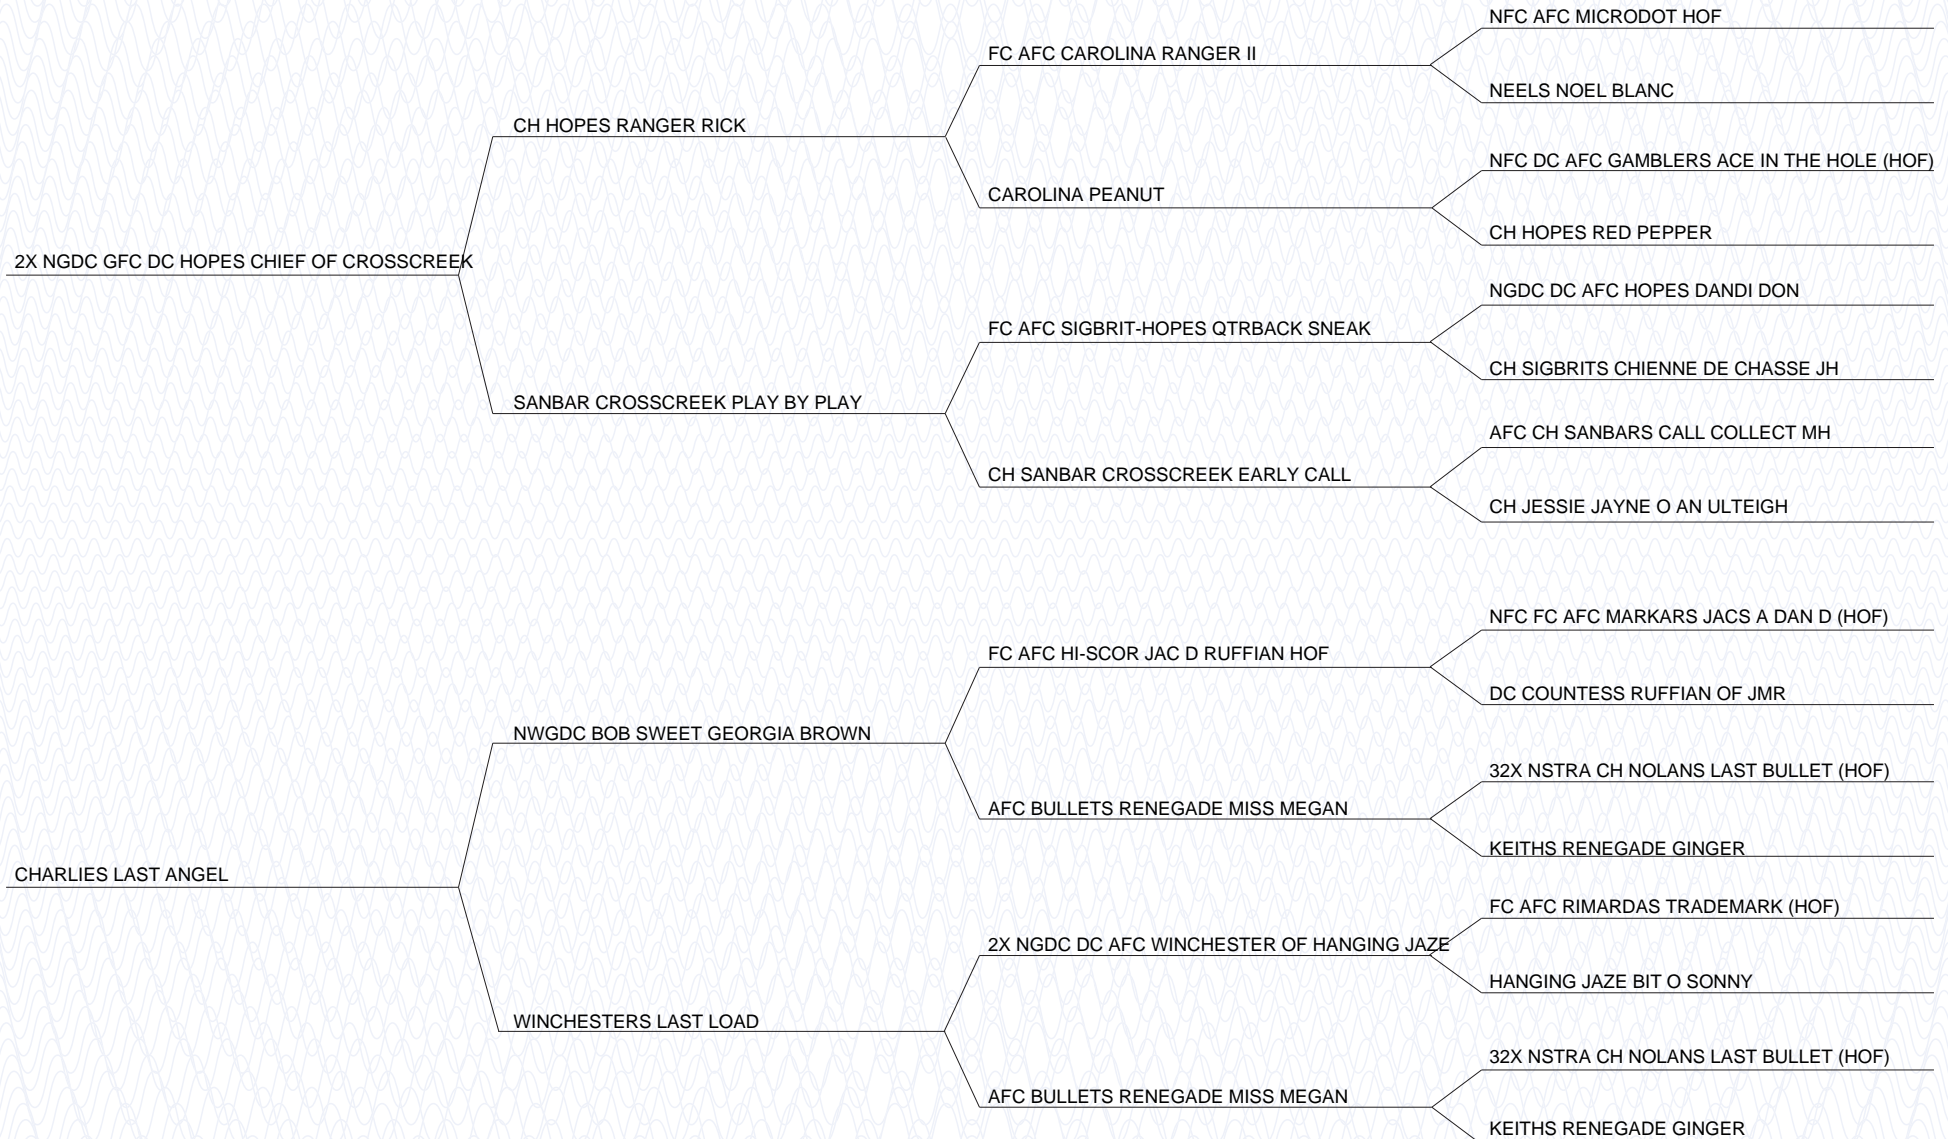 NFC AFC MICRODOT HOF
FC AFC CAROLINA RANGER II
NEELS NOEL BLANC
CH HOPES RANGER RICK
NFC DC AFC GAMBLERS ACE IN THE HOLE (HOF)
CAROLINA PEANUT
CH HOPES RED PEPPER
2X NGDC GFC DC HOPES CHIEF OF CROSSCREEK
NGDC DC AFC HOPES DANDI DON
FC AFC SIGBRIT-HOPES QTRBACK SNEAK
CH SIGBRITS CHIENNE DE CHASSE JH
SANBAR CROSSCREEK PLAY BY PLAY
AFC CH SANBARS CALL COLLECT MH
CH SANBAR CROSSCREEK EARLY CALL
CH JESSIE JAYNE O AN ULTEIGH
NFC FC AFC MARKARS JACS A DAN D (HOF)
FC AFC HI-SCOR JAC D RUFFIAN HOF
DC COUNTESS RUFFIAN OF JMR
NWGDC BOB SWEET GEORGIA BROWN
32X NSTRA CH NOLANS LAST BULLET (HOF)
AFC BULLETS RENEGADE MISS MEGAN
KEITHS RENEGADE GINGER
CHARLIES LAST ANGEL
FC AFC RIMARDAS TRADEMARK (HOF)
2X NGDC DC AFC WINCHESTER OF HANGING JAZE
HANGING JAZE BIT O SONNY
WINCHESTERS LAST LOAD
32X NSTRA CH NOLANS LAST BULLET (HOF)
AFC BULLETS RENEGADE MISS MEGAN
KEITHS RENEGADE GINGER